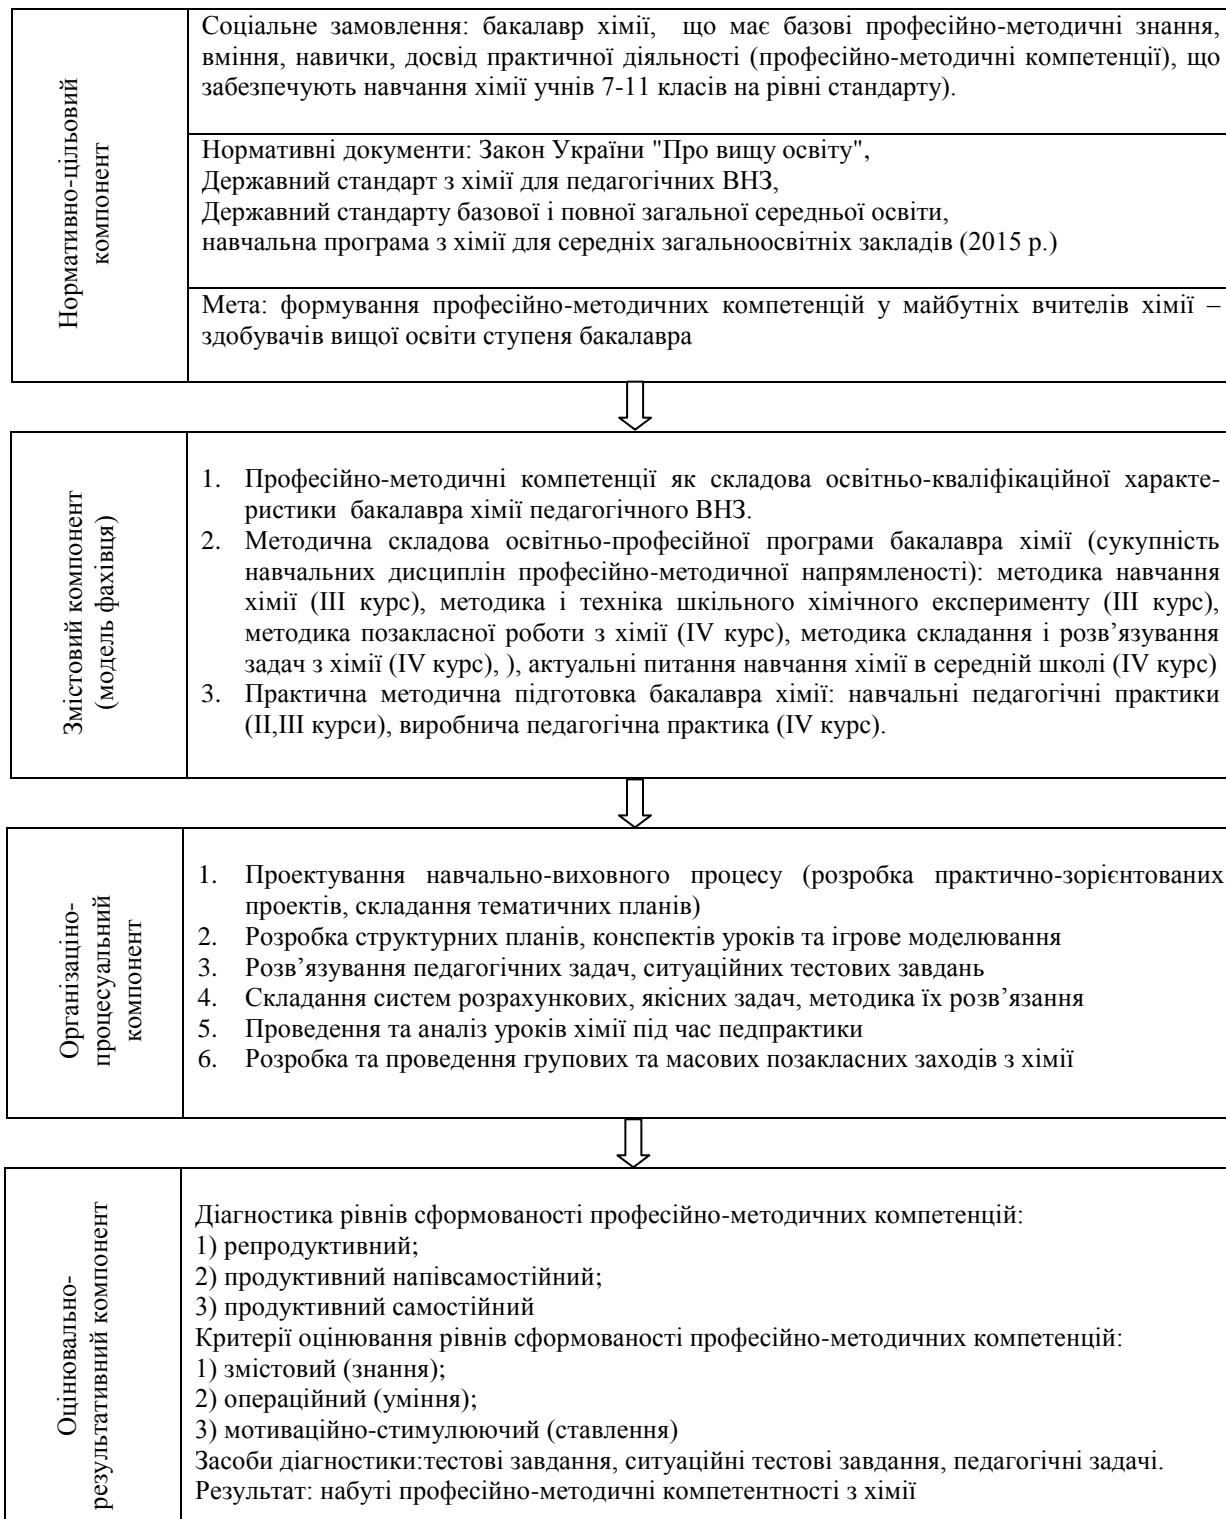 Нормативно-цільовий
компонент
Соціальне замовлення: бакалавр хімії, що має базові професійно-методичні знання,
вміння, навички, досвід практичної діяльності (професійно-методичні компетенції), що
забезпечують навчання хімії учнів 7-11 класів на рівні стандарту).
Нормативні документи: Закон України "Про вищу освіту",
Державний стандарт з хімії для педагогічних ВНЗ,
Державний стандарту базової і повної загальної середньої освіти,
навчальна програма з хімії для середніх загальноосвітніх закладів (2015 р.)
Мета: формування професійно-методичних компетенцій у майбутніх вчителів хімії –
здобувачів вищої освіти ступеня бакалавра
Змістовий компонент
(модель фахівця)
1. Професійно-методичні компетенції як складова освітньо-кваліфікаційної характе-
ристики бакалавра хімії педагогічного ВНЗ.
2. Методична складова освітньо-професійної програми бакалавра хімії (сукупність
навчальних дисциплін професійно-методичної напрямленості): методика навчання
хімії (ІІІ курс), методика і техніка шкільного хімічного експерименту (ІІІ курс),
методика позакласної роботи з хімії (IV курс), методика складання і розв’язування
задач з хімії (IV курс), ), актуальні питання навчання хімії в середній школі (IV курс)
3. Практична методична підготовка бакалавра хімії: навчальні педагогічні практики
(ІІ,ІІІ курси), виробнича педагогічна практика (IV курс).
Організаціно-
процесуальний
компонент
1. Проектування навчально-виховного процесу (розробка практично-зорієнтованих
проектів, складання тематичних планів)
2. Розробка структурних планів, конспектів уроків та ігрове моделювання
3. Розв’язування педагогічних задач, ситуаційних тестових завдань
4. Складання систем розрахункових, якісних задач, методика їх розв’язання
5. Проведення та аналіз уроків хімії під час педпрактики
6. Розробка та проведення групових та масових позакласних заходів з хімії
Оцінювально-
результативний компонент
Діагностика рівнів сформованості професійно-методичних компетенцій:
1) репродуктивний;
2) продуктивний напівсамостійний;
3) продуктивний самостійний
Критерії оцінювання рівнів сформованості професійно-методичних компетенцій:
1) змістовий (знання);
2) операційний (уміння);
3) мотиваційно-стимулюючий (ставлення)
Засоби діагностики:тестові завдання, ситуаційні тестові завдання, педагогічні задачі.
Результат: набуті професійно-методичні компетентності з хімії